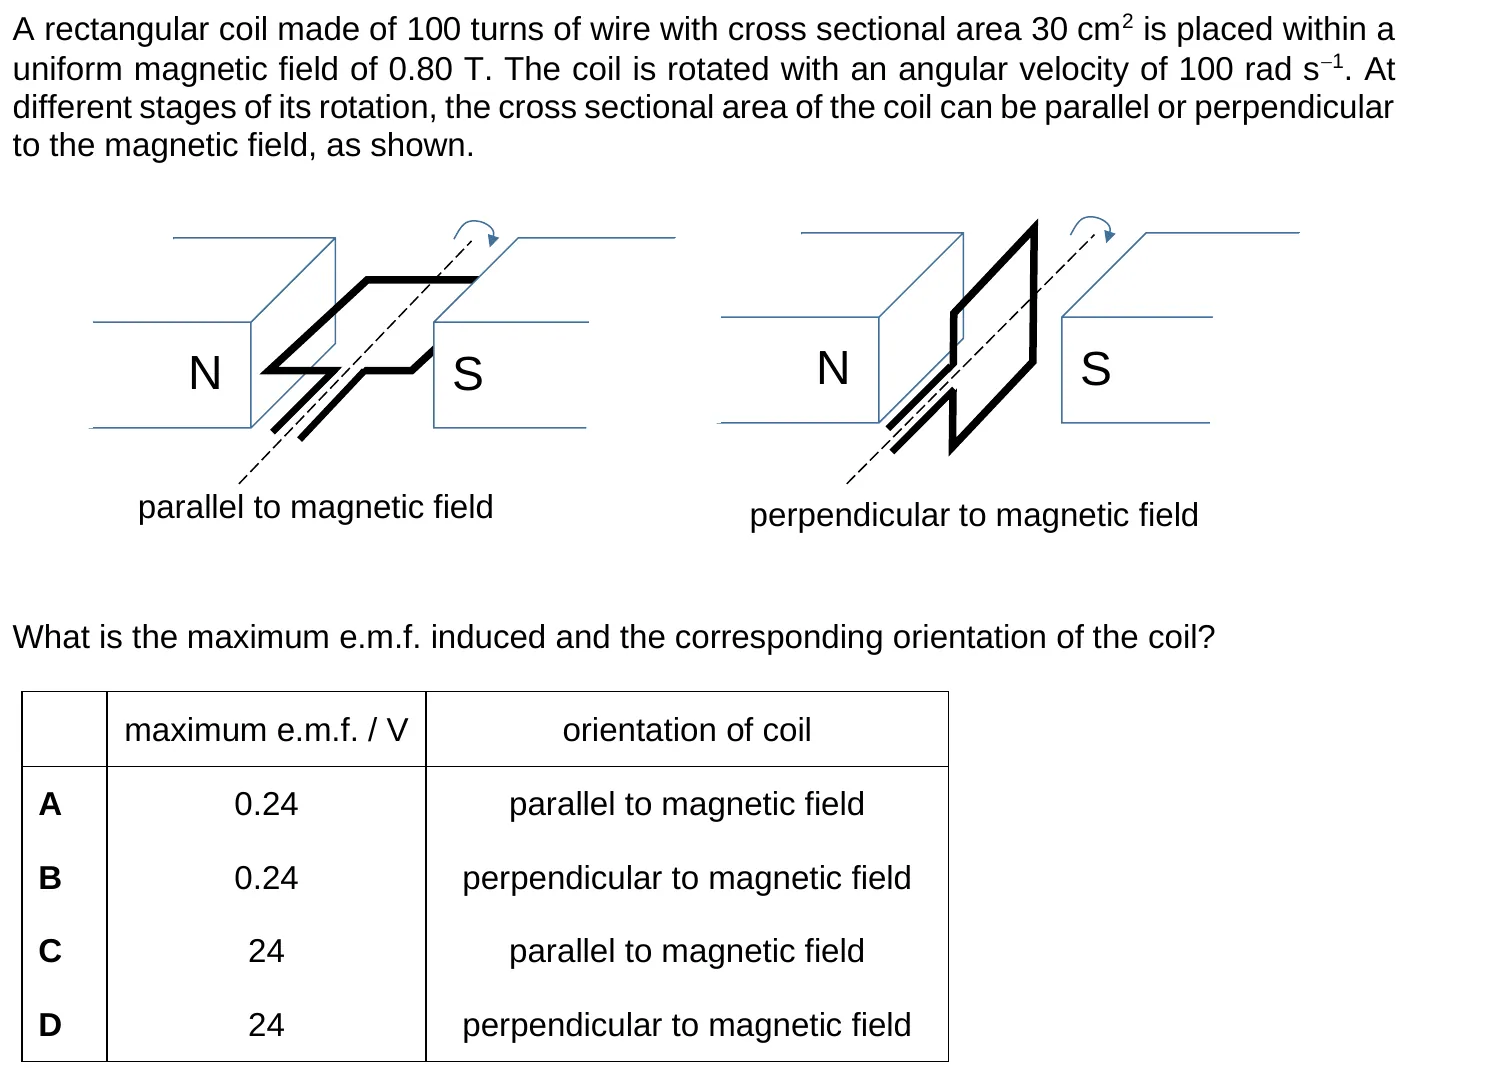 A rectangular coil made of 100 turns of wire with cross sectional area 30 cm² is placed within a
uniform magnetic field of 0.80 T. The coil is rotated with an angular velocity of 100 rad s⁻¹. At
different stages of its rotation, the cross sectional area of the coil can be parallel or perpendicular
to the magnetic field, as shown.
N S N S
parallel to magnetic field perpendicular to magnetic field
What is the maximum e.m.f. induced and the corresponding orientation of the coil?
maximum e.m.f. / V orientation of coil
A 0.24 parallel to magnetic field
B 0.24 perpendicular to magnetic field
C 24 parallel to magnetic field
D 24 perpendicular to magnetic field